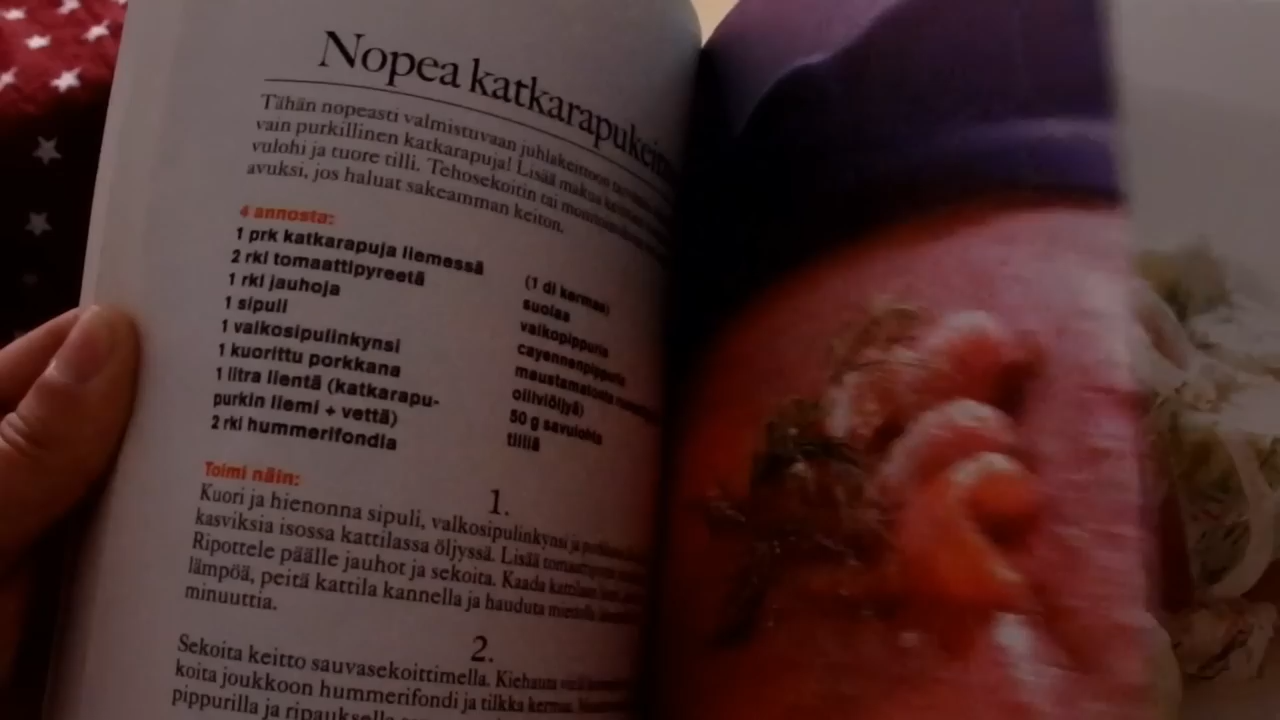 Nopea katkarapukeitto
Tähän nopeasti valmistuvaan juhlakeittoon
vain purkillinen katkarapuja! Lisää makua
vulohi ja tuore tilli. Tehosekoitin tai
avuksi, jos haluat sakeamman keiton.
4 annosta:
1 prk katkarapuja liemessä
2 rkl tomaattipyreetä
1 rkl jauhoja
1 sipuli
1 valkosipulinkynsi
1 kuorittu porkkana
1 litra lientä (katkarapu-
purkin liemi + vettä)
2 rkl hummerifondia
(1 dl kermaa)
suolaa
valkopippuria
cayennenpippuria
maustamatonta
oliiviöljyä)
50 g savulohta
tilliä
Toimi näin:
1.
Kuori ja hienonna sipuli, valkosipulinkynsi ja
kasviksia isossa kattilassa öljyssä. Lisää
Ripottele päälle jauhot ja sekoita. Kaada
lämpöä, peitä kattila kannella ja hauduta
minuuttia.
2.
Sekoita keitto sauvasekoittimella. Kiehauta
koita joukkoon hummerifondi ja tilkka kermaa.
pippurilla ja ripauksella